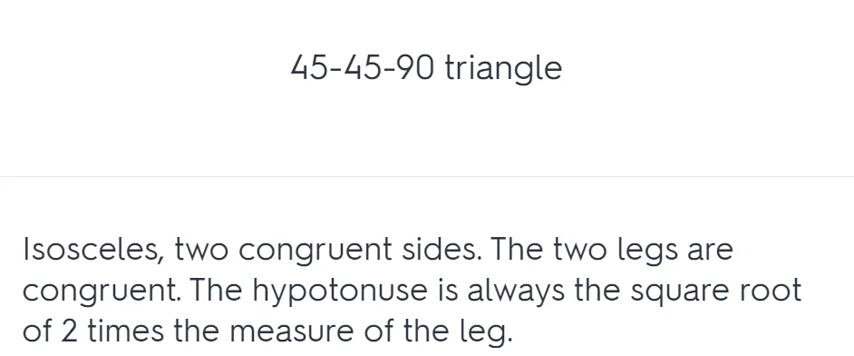 45-45-90 triangle
Isosceles, two congruent sides. The two legs are
congruent. The hypotonuse is always the square root
of 2 times the measure of the leg.